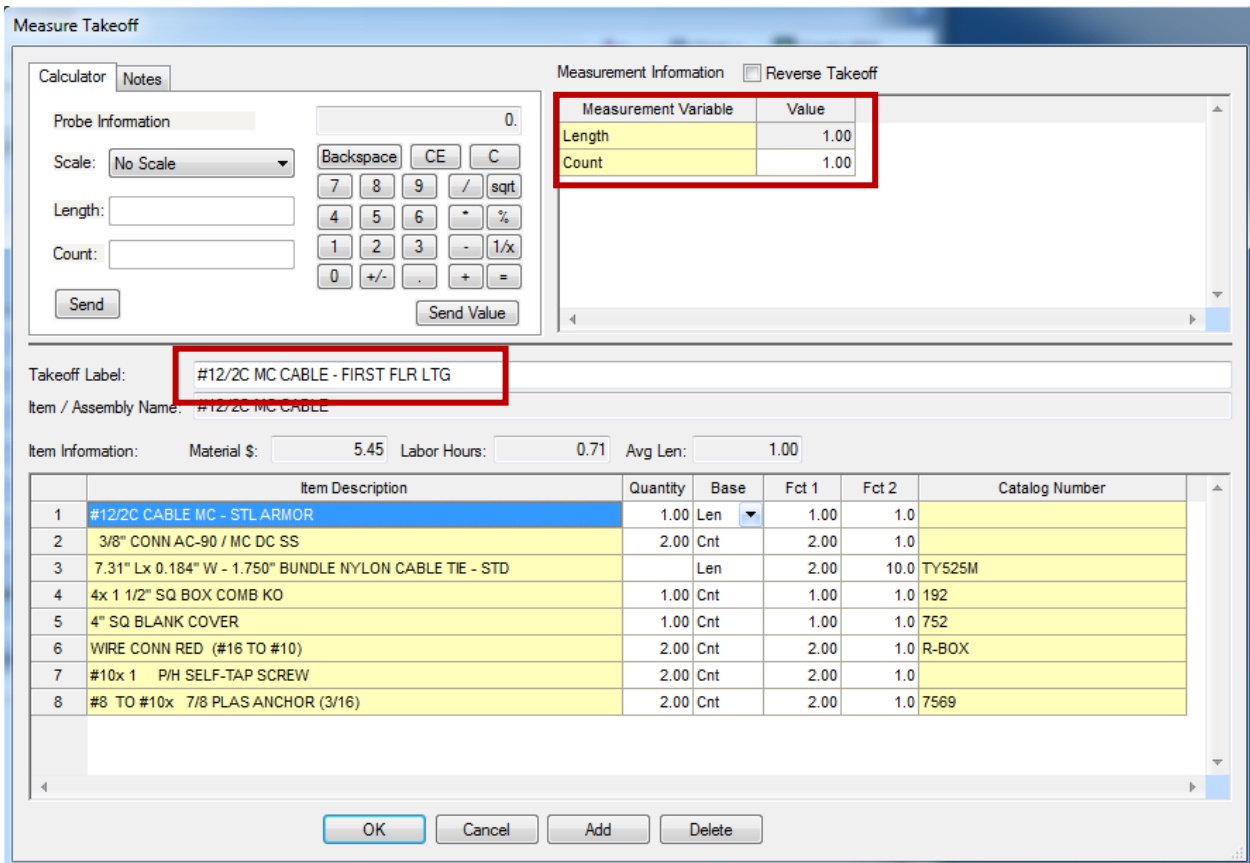 Measure Takeoff
Calculator Notes
Measurement Information Reverse Takeoff
Probe Information 0.
Measurement Variable Value
Length 1.00
Count 1.00
Scale: No Scale
Backspace CE C
7 8 9 / sqrt
Length:
4 5 6 * %
Count:
1 2 3 - 1/x
0 +/- . + =
Send
Send Value
Takeoff Label: #12/2C MC CABLE - FIRST FLR LTG
Item / Assembly Name: #12/2C MC CABLE
Item Information: Material $: 5.45 Labor Hours: 0.71 Avg Len: 1.00
Item Description Quantity Base Fct 1 Fct 2 Catalog Number
1 #12/2C CABLE MC - STL ARMOR 1.00 Len 1.00 1.0
2 3/8" CONN AC-90 / MC DC SS 2.00 Cnt 2.00 1.0
3 7.31" Lx 0.184" W - 1.750" BUNDLE NYLON CABLE TIE - STD Len 2.00 10.0 TY525M
4 4x 1 1/2" SQ BOX COMB KO 1.00 Cnt 1.00 1.0 192
5 4" SQ BLANK COVER 1.00 Cnt 1.00 1.0 752
6 WIRE CONN RED (#16 TO #10) 2.00 Cnt 2.00 1.0 R-BOX
7 #10x 1 P/H SELF-TAP SCREW 2.00 Cnt 2.00 1.0
8 #8 TO #10x 7/8 PLAS ANCHOR (3/16) 2.00 Cnt 2.00 1.0 7569
OK Cancel Add Delete